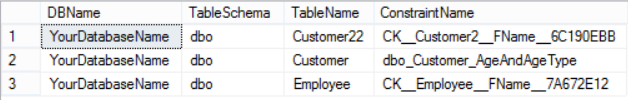 DBName TableSchema TableName ConstraintName
1 YourDatabaseName dbo Customer22 CK__Customer2__FName__6C190EBB
2 YourDatabaseName dbo Customer dbo_Customer_AgeAndAgeType
3 YourDatabaseName dbo Employee CK__Employee__FName__7A672E12